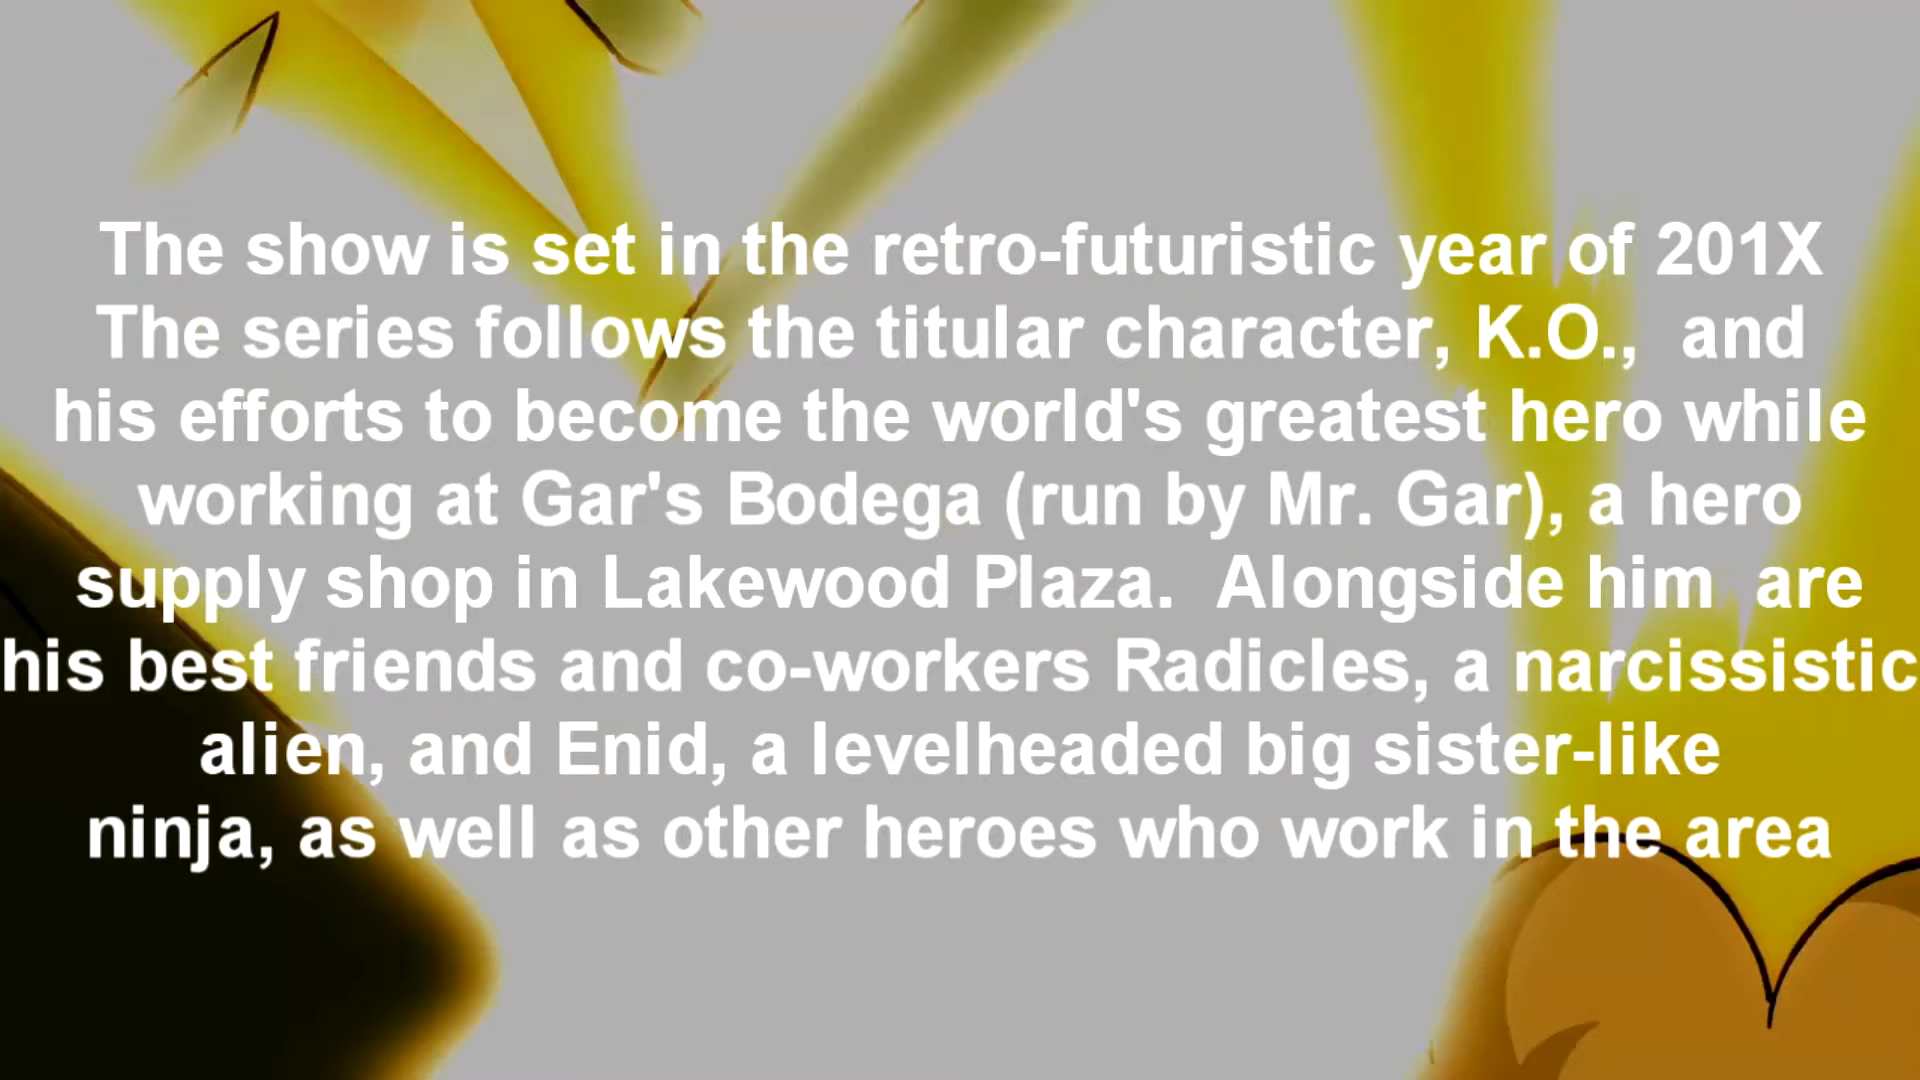 The show is set in the retro-futuristic year of 201X
The series follows the titular character, K.O.,  and
his efforts to become the world's greatest hero while
working at Gar's Bodega (run by Mr. Gar), a hero
supply shop in Lakewood Plaza.  Alongside him  are
his best friends and co-workers Radicles, a narcissistic
alien, and Enid, a levelheaded big sister-like
ninja, as well as other heroes who work in the area